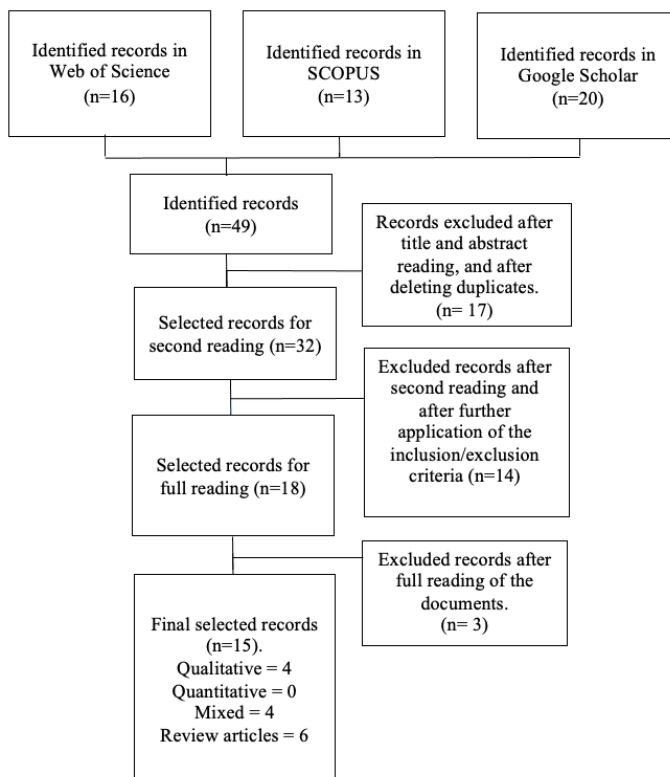 Identified records in
Web of Science
(n=16)
Identified records in
SCOPUS
(n=13)
Identified records in
Google Scholar
(n=20)
Identified records
(n=49)
Records excluded after
title and abstract
reading, and after
deleting duplicates.
(n= 17)
Selected records for
second reading (n=32)
Excluded records after
second reading and
after further
application of the
inclusion/exclusion
criteria (n=14)
Selected records for
full reading (n=18)
Excluded records after
full reading of the
documents.
(n= 3)
Final selected records
(n=15).
Qualitative = 4
Quantitative = 0
Mixed = 4
Review articles = 6